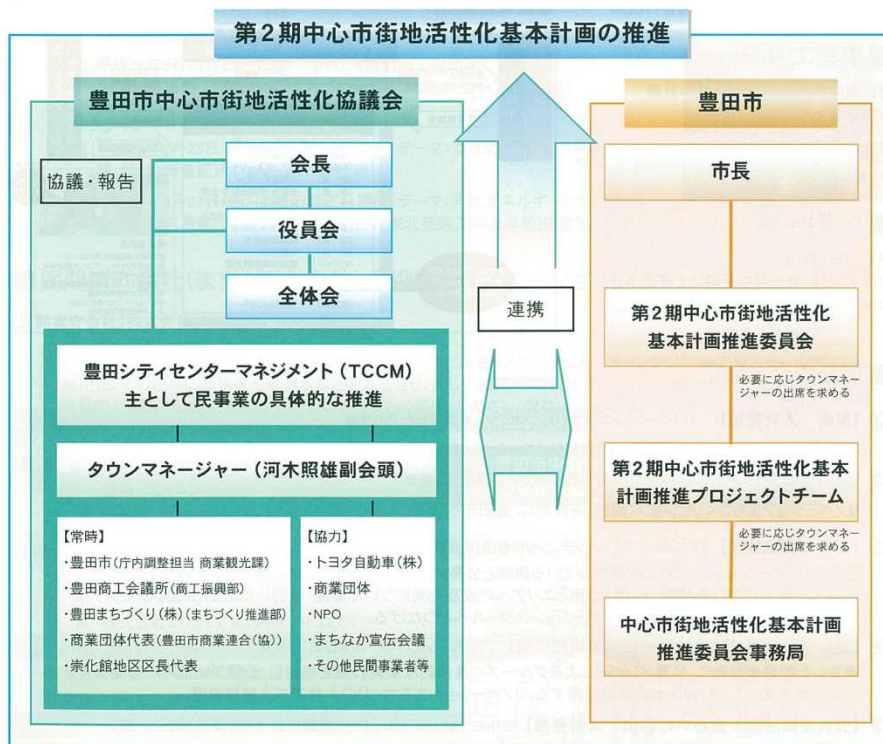 第2期中心市街地活性化基本計画の推進
豊田市中心市街地活性化協議会
協議・報告
会長
役員会
全体会
豊田シティセンターマネジメント(TCCM)
主として民事業の具体的な推進
タウンマネージャー(河木照雄副会頭)
【常時】
・豊田市(庁内調整担当 商業観光課)
・豊田商工会議所(商工振興部)
・豊田まちづくり(株)(まちづくり推進部)
・商業団体代表(豊田市商業連合(協))
・崇化館地区区長代表
【協力】
・トヨタ自動車(株)
・商業団体
・NPO
・まちなか宣伝会議
・その他民間事業者等
連携
豊田市
市長
第2期中心市街地活性化
基本計画推進委員会
必要に応じタウンマネー
ジャーの出席を求める
第2期中心市街地活性化基本
計画推進プロジェクトチーム
必要に応じタウンマネー
ジャーの出席を求める
中心市街地活性化基本計画
推進委員会事務局